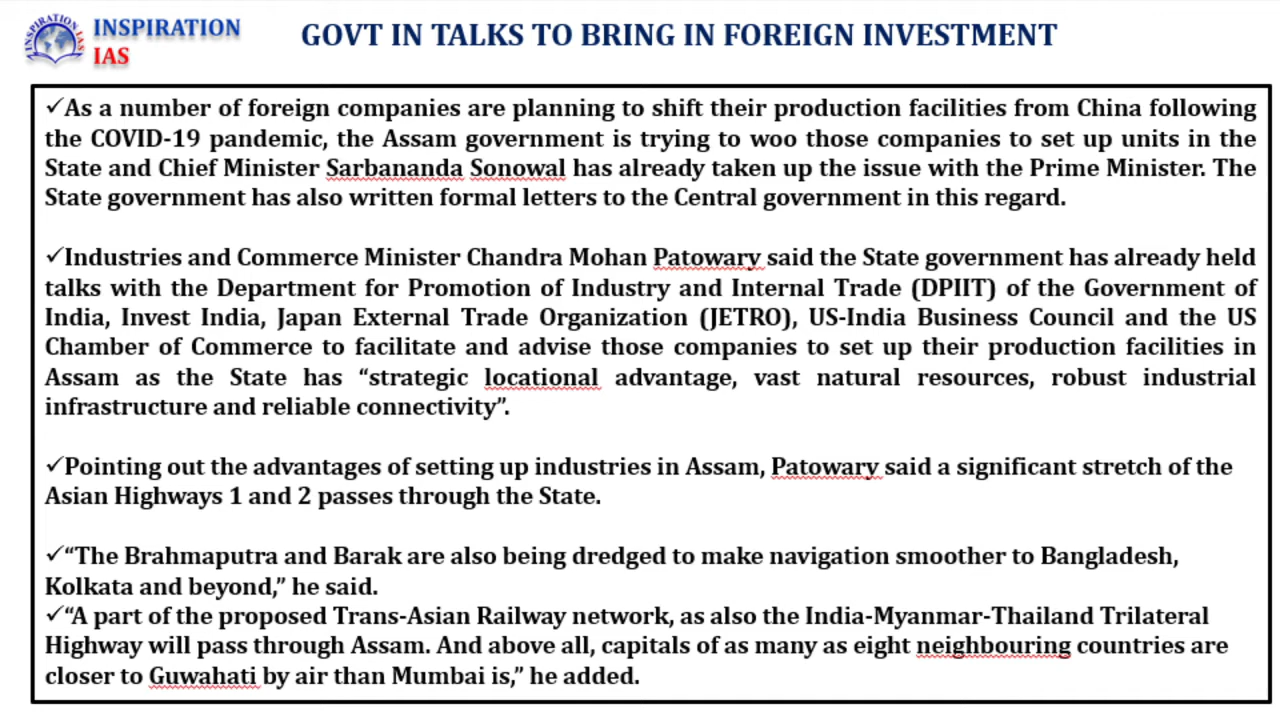 INSPIRATION IAS
INSPIRATION
IAS
GOVT IN TALKS TO BRING IN FOREIGN INVESTMENT
✓As a number of foreign companies are planning to shift their production facilities from China following
the COVID-19 pandemic, the Assam government is trying to woo those companies to set up units in the
State and Chief Minister Sarbananda Sonowal has already taken up the issue with the Prime Minister. The
State government has also written formal letters to the Central government in this regard.
✓Industries and Commerce Minister Chandra Mohan Patowary said the State government has already held
talks with the Department for Promotion of Industry and Internal Trade (DPIIT) of the Government of
India, Invest India, Japan External Trade Organization (JETRO), US-India Business Council and the US
Chamber of Commerce to facilitate and advise those companies to set up their production facilities in
Assam as the State has “strategic locational advantage, vast natural resources, robust industrial
infrastructure and reliable connectivity”.
✓Pointing out the advantages of setting up industries in Assam, Patowary said a significant stretch of the
Asian Highways 1 and 2 passes through the State.
✓“The Brahmaputra and Barak are also being dredged to make navigation smoother to Bangladesh,
Kolkata and beyond,” he said.
✓“A part of the proposed Trans-Asian Railway network, as also the India-Myanmar-Thailand Trilateral
Highway will pass through Assam. And above all, capitals of as many as eight neighbouring countries are
closer to Guwahati by air than Mumbai is,” he added.